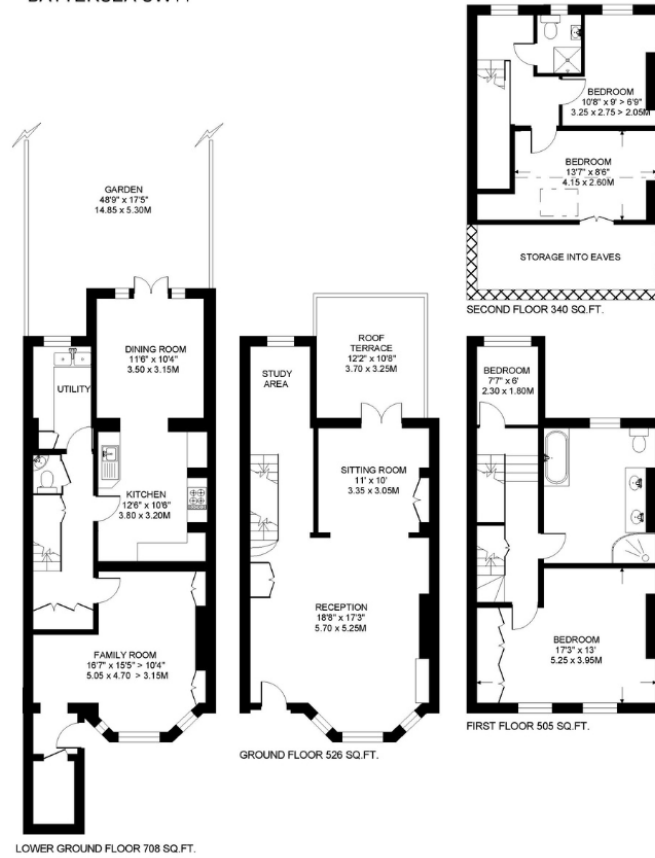 GARDEN
48'9" x 17'5"
14.85 x 5.30M
DINING ROOM
11'6" x 10'4"
3.50 x 3.15M
UTILITY
KITCHEN
12'6" x 10'6"
3.80 x 3.20M
FAMILY ROOM
16'7" x 15'5" > 10'4"
5.05 x 4.70 > 3.15M
LOWER GROUND FLOOR 708 SQ.FT.
ROOF
TERRACE
12'2" x 10'8"
3.70 x 3.25M
STUDY
AREA
SITTING ROOM
11' x 10'
3.35 x 3.05M
RECEPTION
18'8" x 17'3"
5.70 x 5.25M
GROUND FLOOR 526 SQ.FT.
BEDROOM
10'8" x 9' > 6'9"
3.25 x 2.75 > 2.05M
BEDROOM
13'7" x 8'6"
4.15 x 2.60M
STORAGE INTO EAVES
SECOND FLOOR 340 SQ.FT.
BEDROOM
7'7" x 6'
2.30 x 1.80M
BEDROOM
17'3" x 13'
5.25 x 3.95M
FIRST FLOOR 505 SQ.FT.